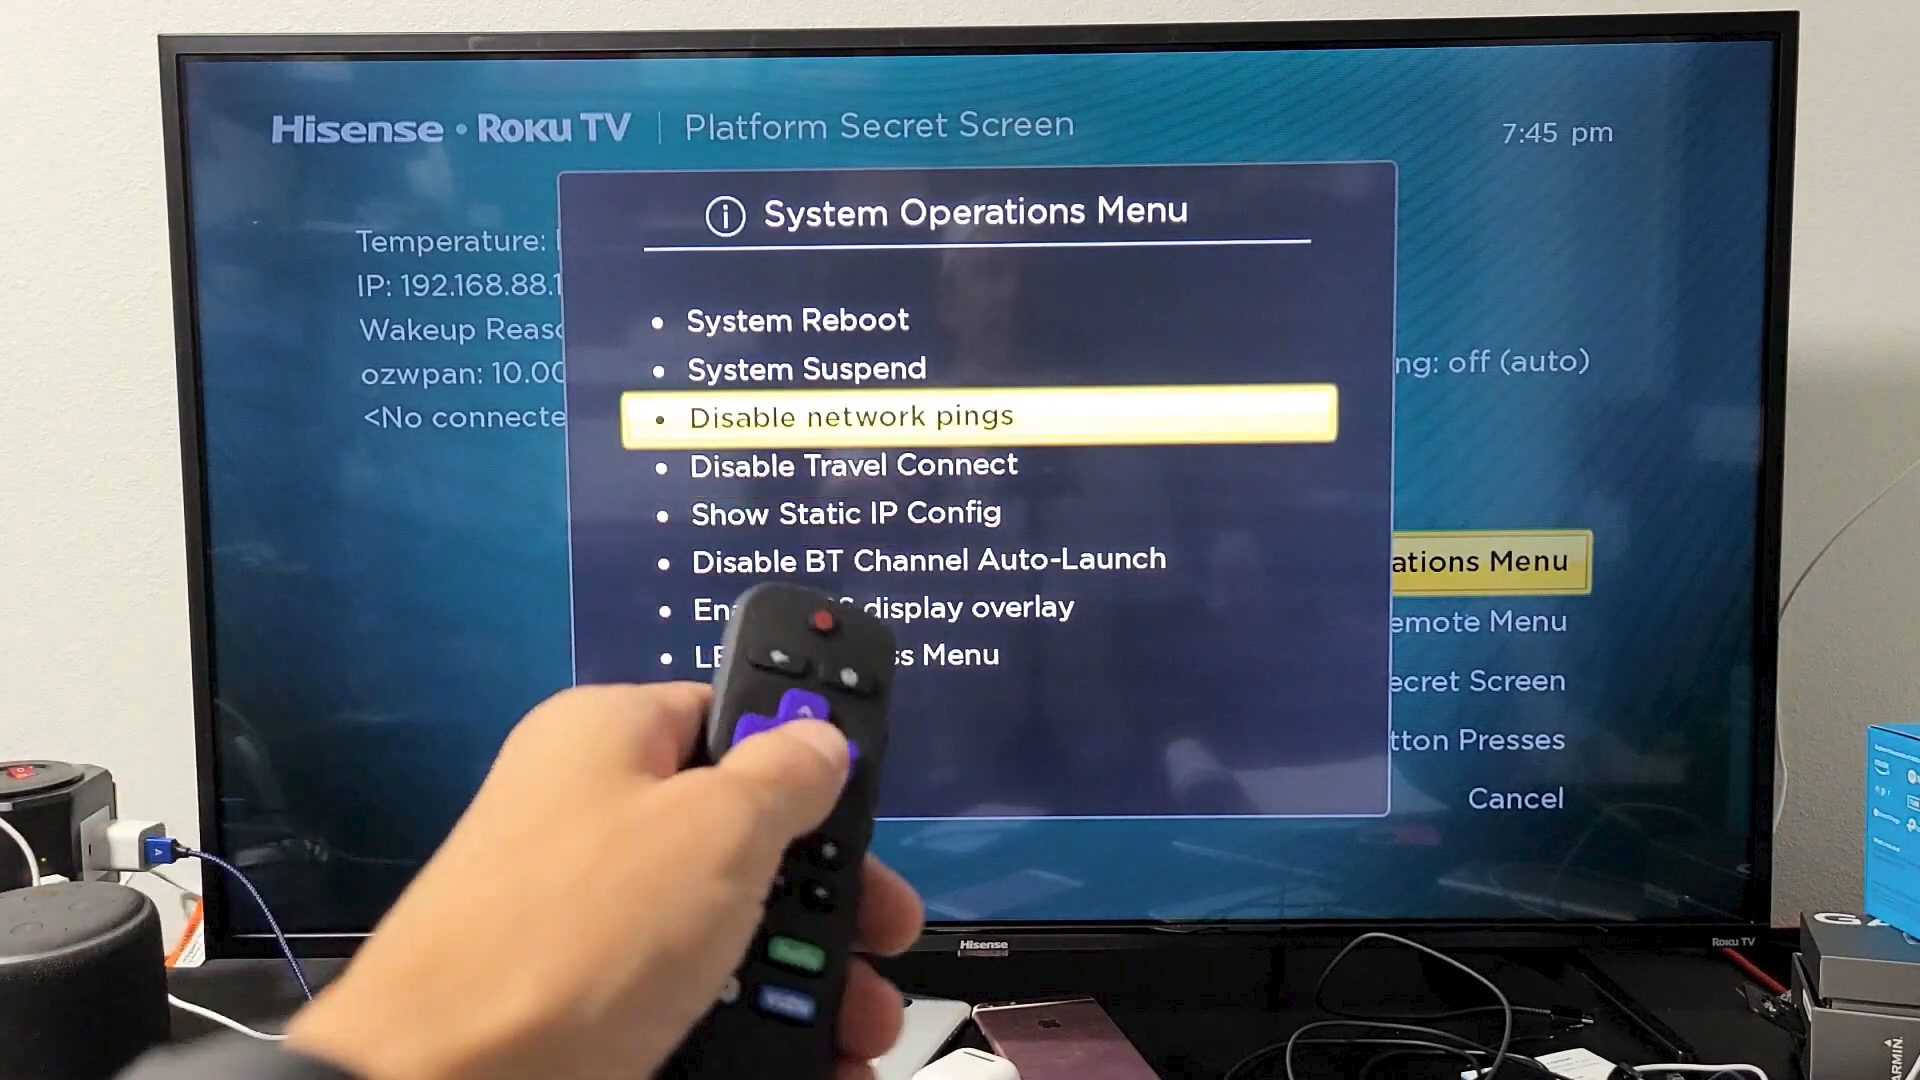 Hisense • Roku TV | Platform Secret Screen
7:45 pm
System Operations Menu
Temperature:
IP: 192.168.88.1
Wakeup
ozwpan: 10.00
<No
ng: off (auto)
• System Reboot
• System Suspend
• Disable network pings
• Disable Travel Connect
• Show Static IP Config
• Disable BT Channel Auto-Launch
• display overlay
• Menu
ations Menu
emote Menu
ecret Screen
tton Presses
Cancel
Hisense
Roku TV